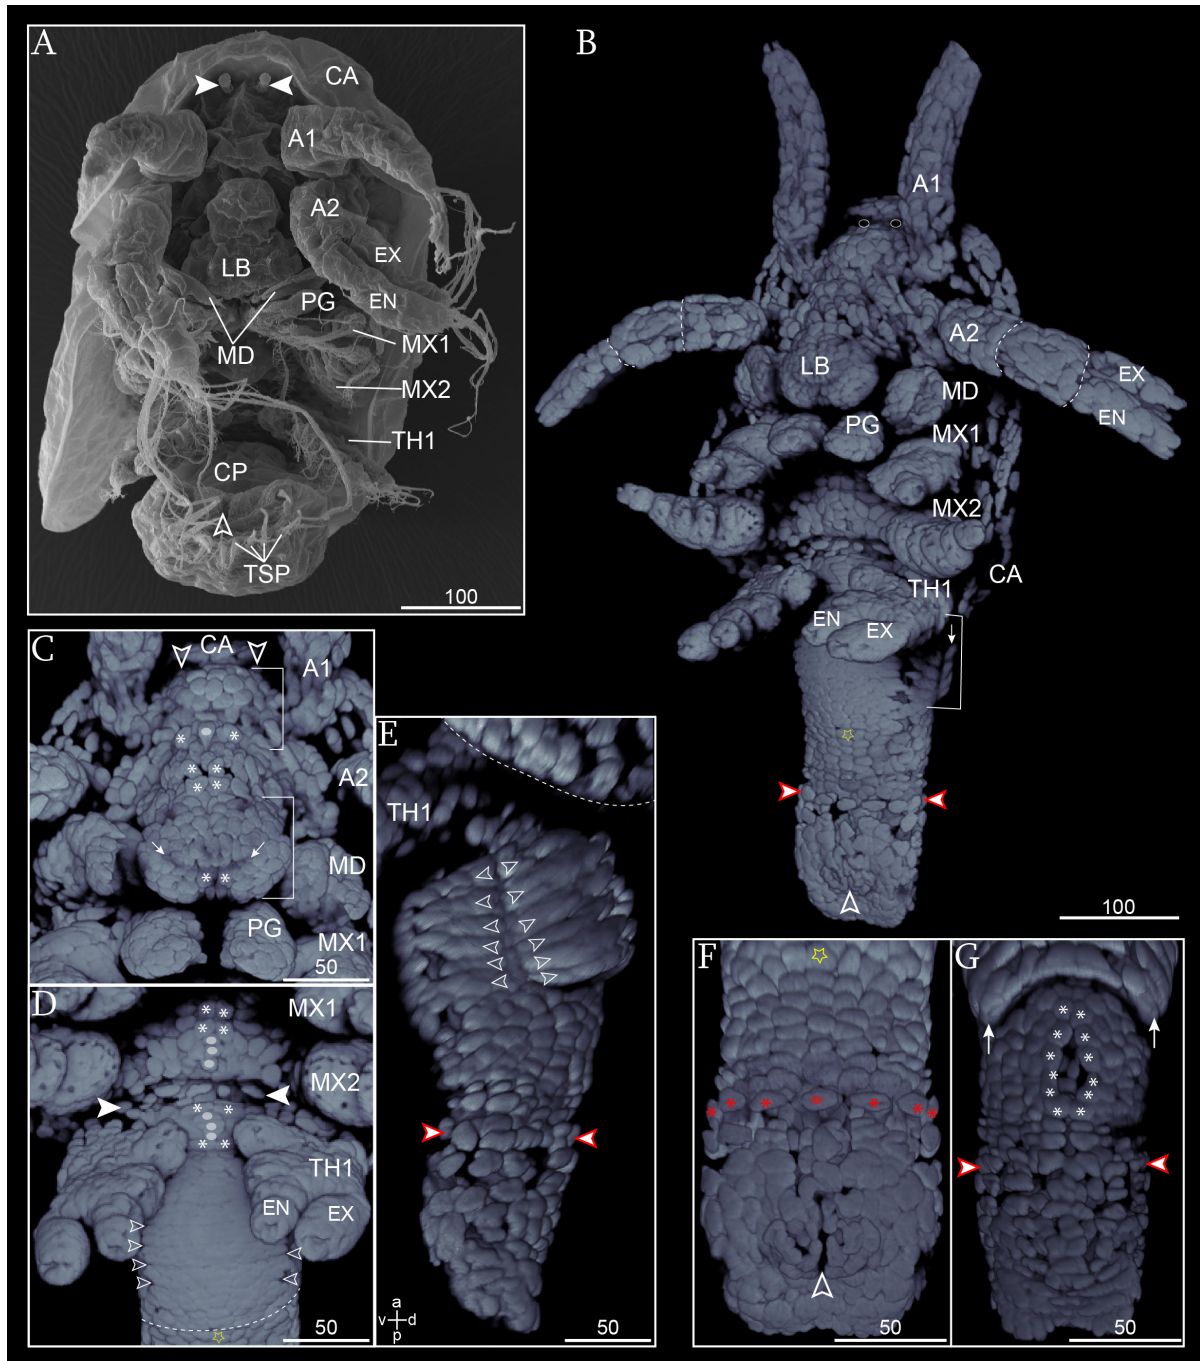 A
CA
A1
A2
EX
LB
PG
EN
MD
MX1
MX2
TH1
CP
TSP
100
B
A1
A2
LB
EX
MD
EN
PG
MX1
MX2
CA
TH1
EN
EX
100
C
CA
A1
A2
MD
PG
MX1
50
D
MX1
MX2
TH1
EN
EX
50
E
TH1
a
v d
p
50
F
50
G
50